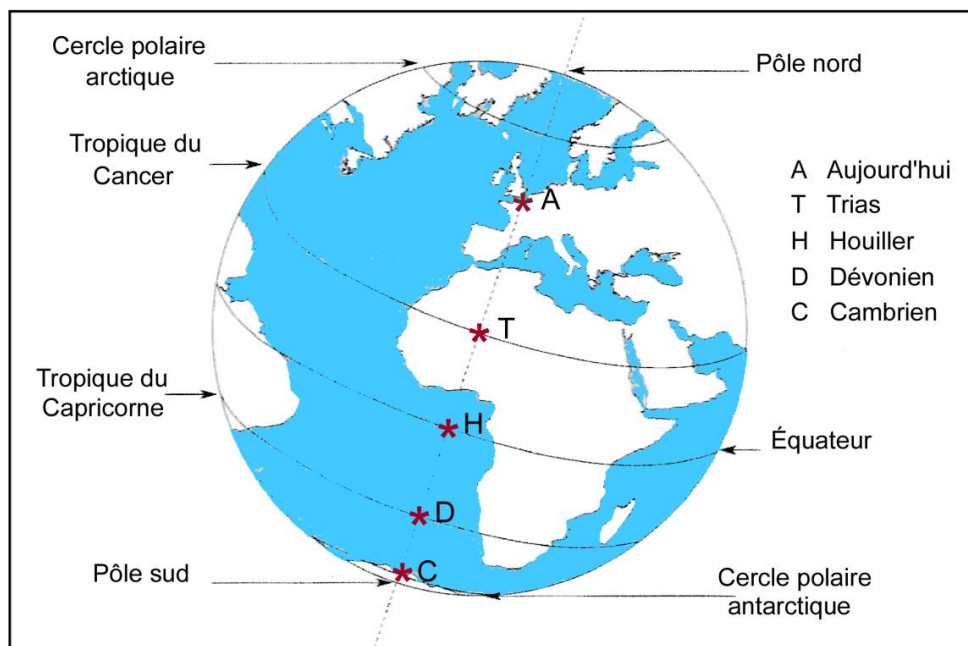 Cercle polaire
arctique
Pôle nord
Tropique du
Cancer
A Aujourd'hui
T Trias
H Houiller
D Dévonien
C Cambrien
A
T
Tropique du
Capricorne
H
Équateur
D
C
Pôle sud
Cercle polaire
antarctique